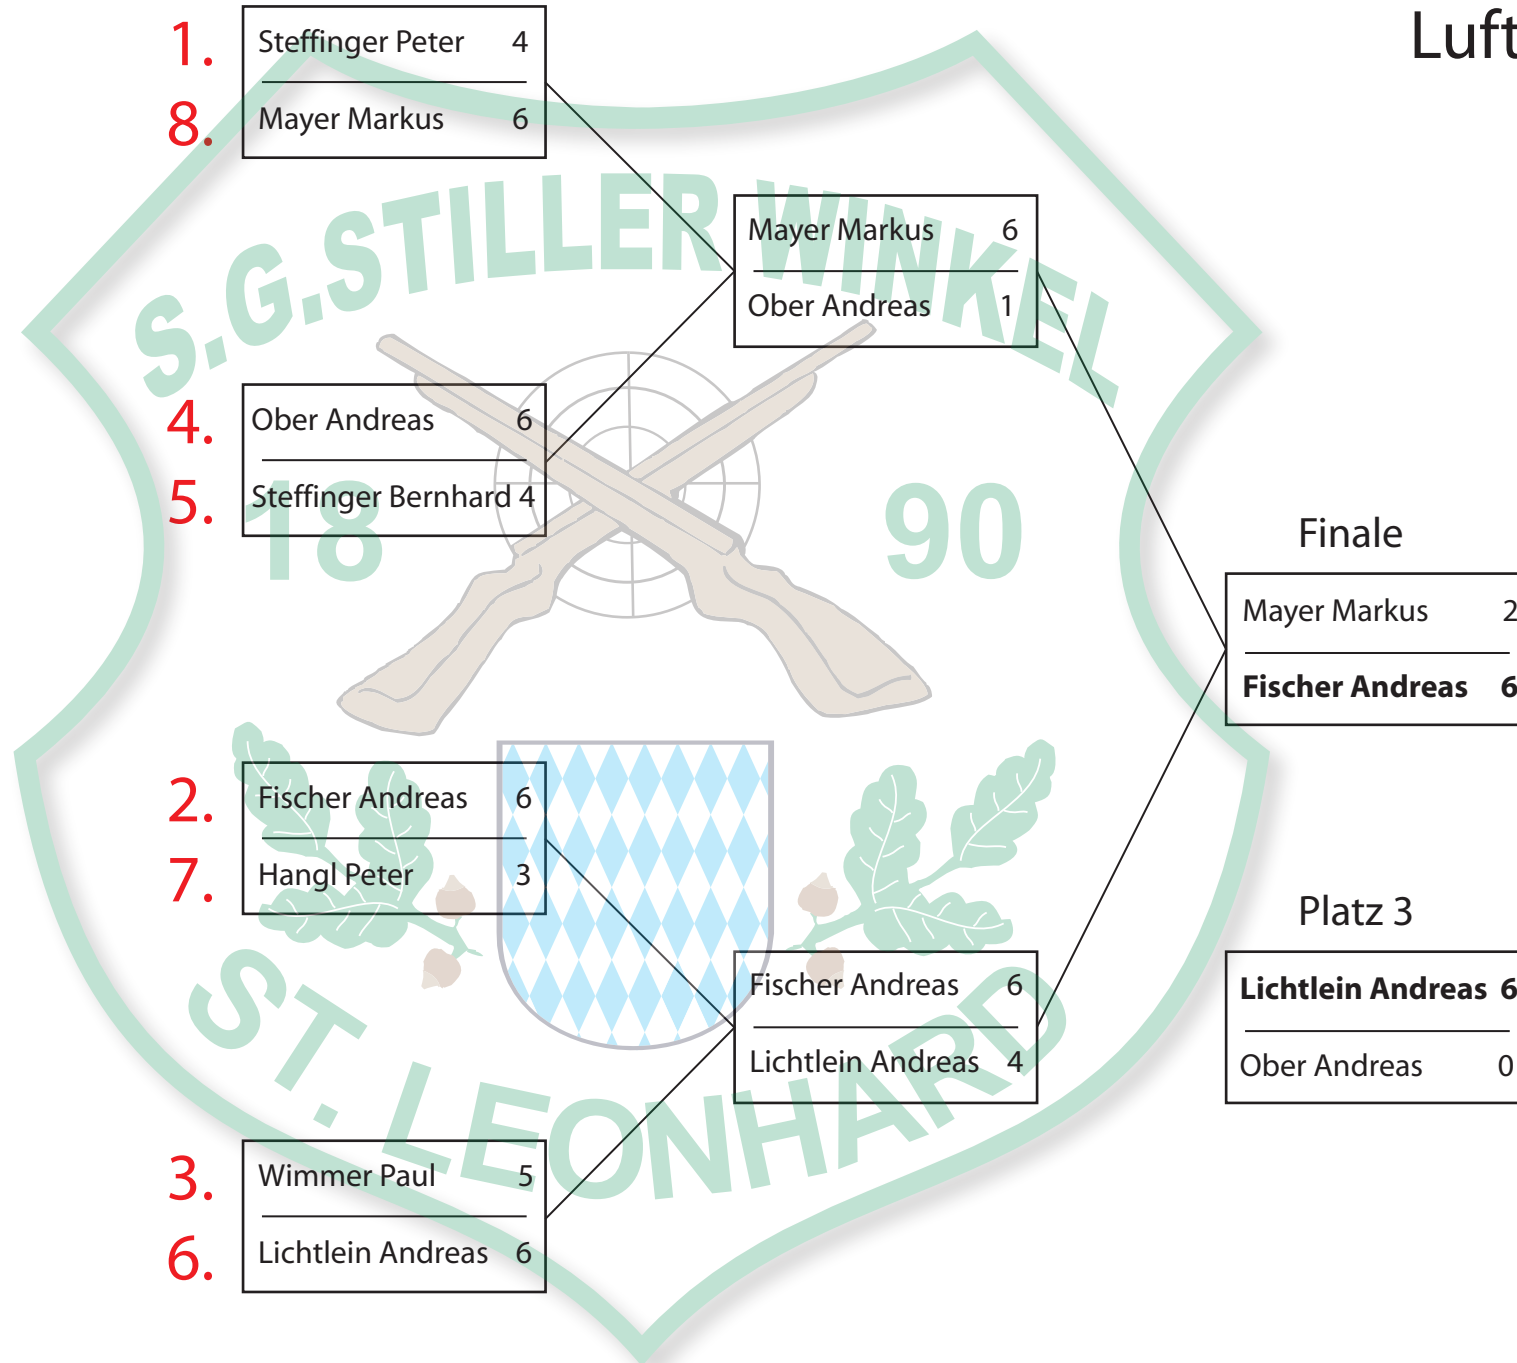 Luft
1. Steffinger Peter 4
8. Mayer Markus 6
4. Ober Andreas 6
5. Steffinger Bernhard 4
2. Fischer Andreas 6
7. Hangl Peter 3
3. Wimmer Paul 5
6. Lichtlein Andreas 6
Mayer Markus 6
Ober Andreas 1
Fischer Andreas 6
Lichtlein Andreas 4
Finale
Mayer Markus 2
Fischer Andreas 6
Platz 3
Lichtlein Andreas 6
Ober Andreas 0
S.G.STILLER WINKEL
18 90
ST. LEONHARD